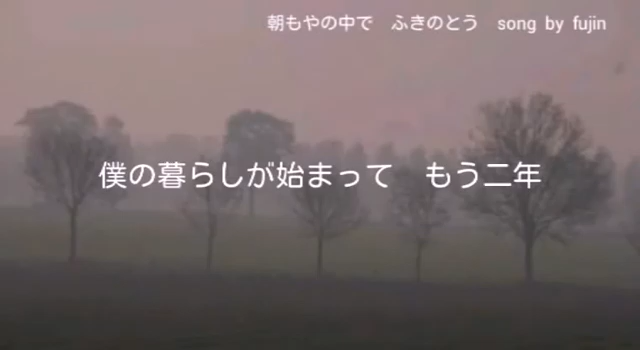 朝もやの中で　ふきのとう　song by fujin
僕の暮らしが始まって　もう二年